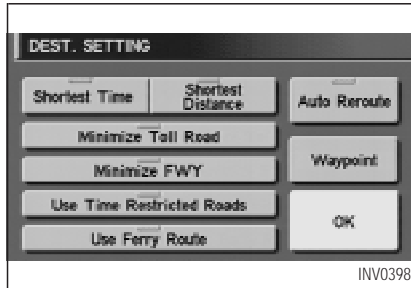 DEST. SETTING
Shortest Time
Shortest
Distance
Auto Reroute
Minimize Toll Road
Minimize FWY
Waypoint
Use Time Restricted Roads
Use Ferry Route
OK
INV0398